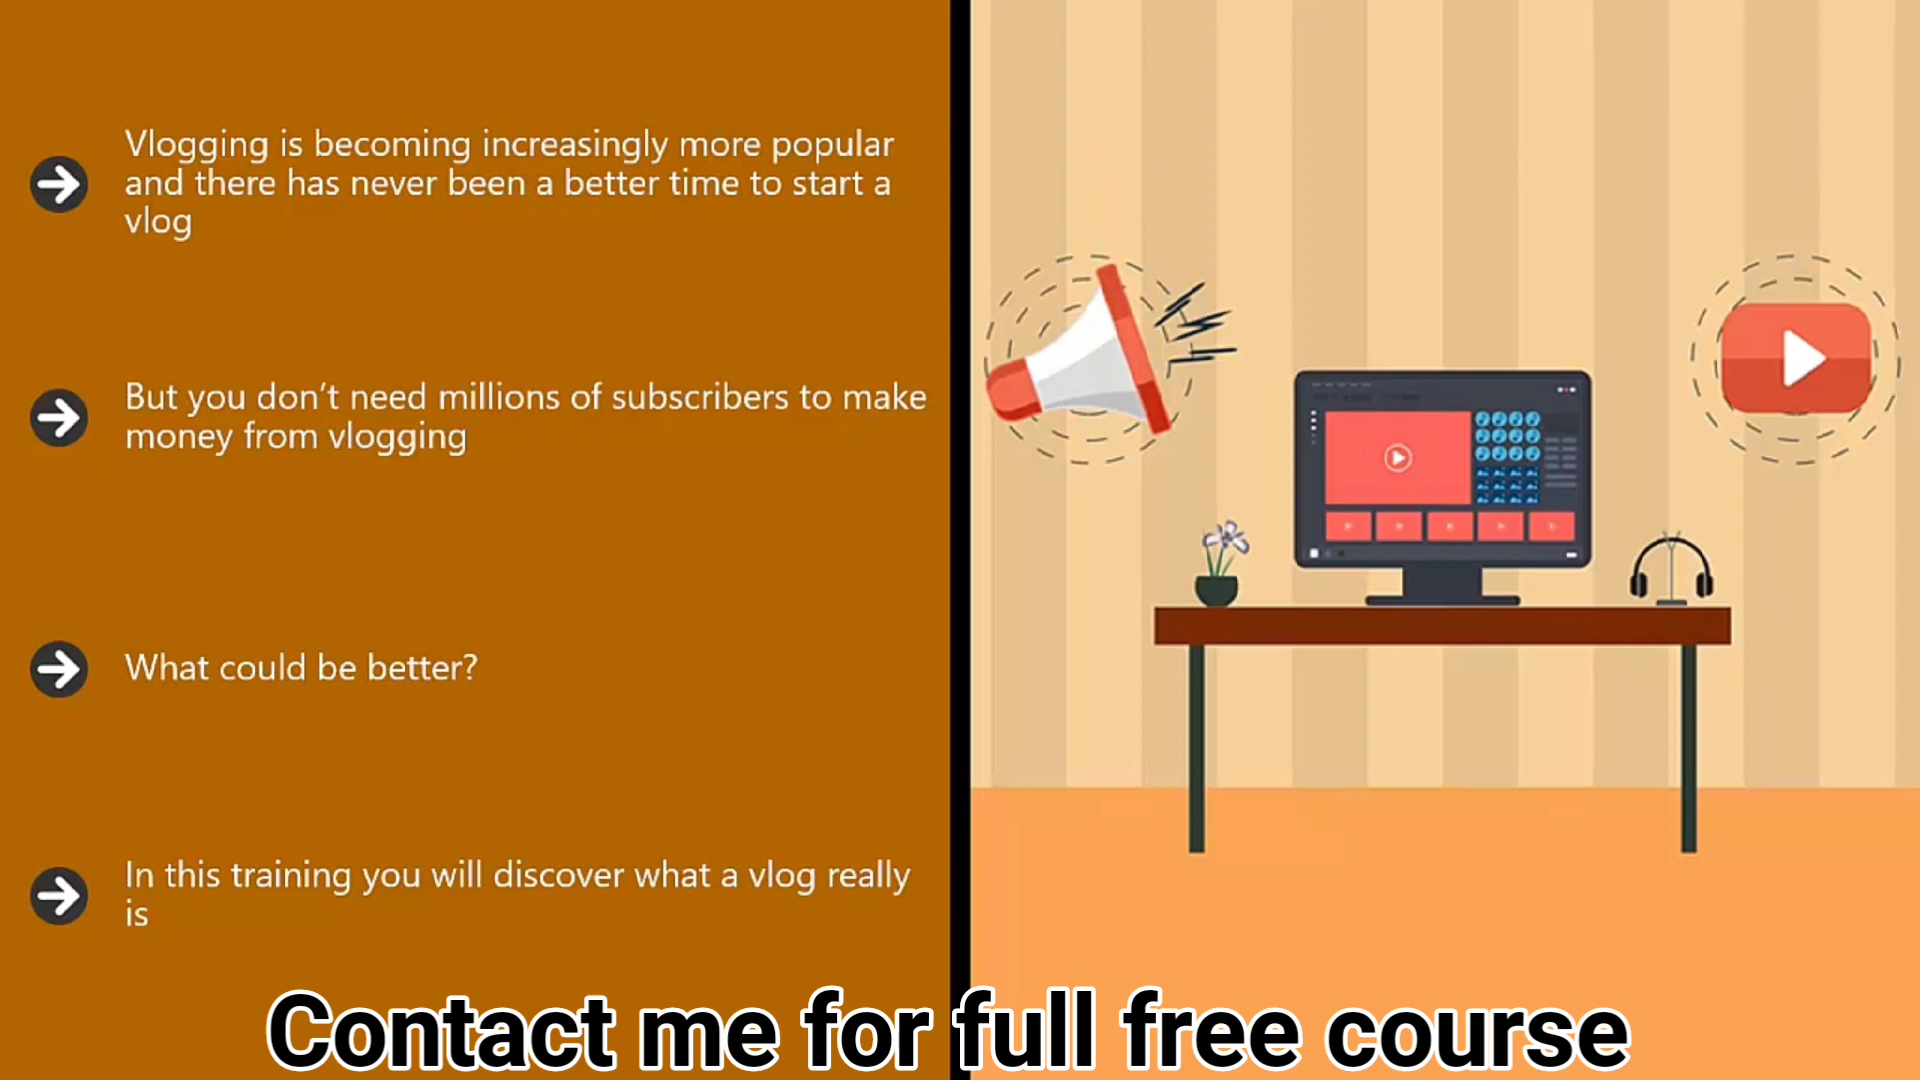 Vlogging is becoming increasingly more popular
and there has never been a better time to start a
vlog
But you don’t need millions of subscribers to make
money from vlogging
What could be better?
In this training you will discover what a vlog really
is
Contact me for full free course